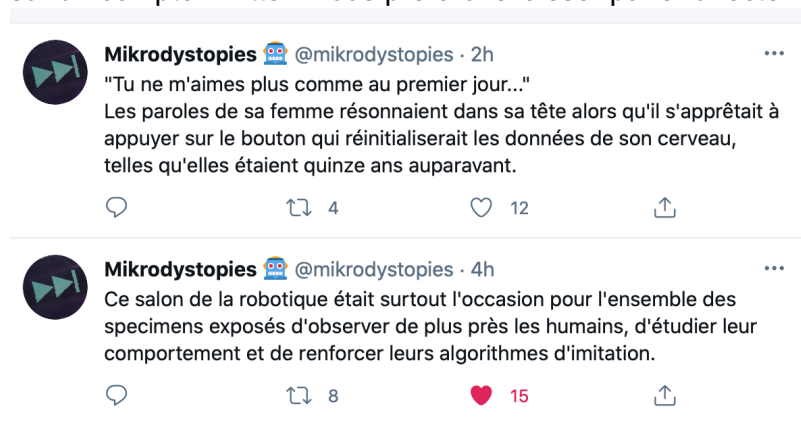 Mikrodystopies 🤖 @mikrodystopies · 2h
"Tu ne m'aimes plus comme au premier jour..."
Les paroles de sa femme résonnaient dans sa tête alors qu'il s'apprêtait à
appuyer sur le bouton qui réinitialiserait les données de son cerveau,
telles qu'elles étaient quinze ans auparavant.
4 12
Mikrodystopies 🤖 @mikrodystopies · 4h
Ce salon de la robotique était surtout l'occasion pour l'ensemble des
specimens exposés d'observer de plus près les humains, d'étudier leur
comportement et de renforcer leurs algorithmes d'imitation.
8 15